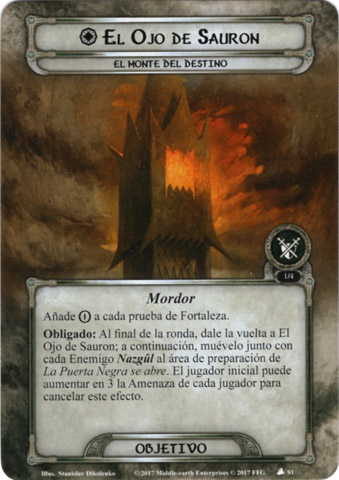 El Ojo de Sauron
El Monte del Destino
1/4
Mordor
Añade 1 a cada prueba de Fortaleza.
Obligado: Al final de la ronda, dale la vuelta a El
Ojo de Sauron; a continuación, muévelo junto con
cada Enemigo Nazgûl al área de preparación de
La Puerta Negra se abre. El jugador inicial puede
aumentar en 3 la Amenaza de cada jugador para
cancelar este efecto.
Objetivo
Illus. Stanislav Dikolenko ©2017 Middle-earth Enterprises © 2017 FFG 81